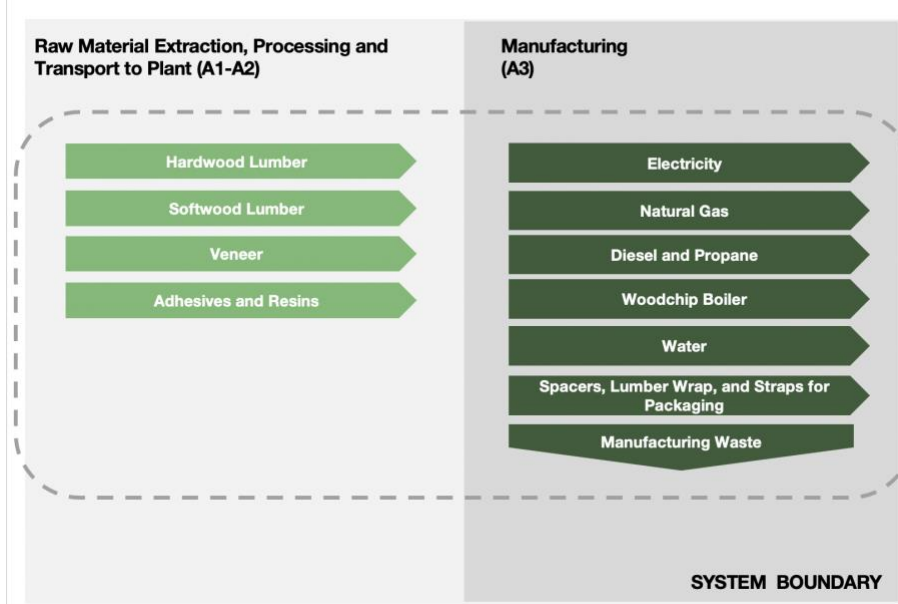 Raw Material Extraction, Processing and
Transport to Plant (A1-A2)
Hardwood Lumber
Softwood Lumber
Veneer
Adhesives and Resins
Manufacturing
(A3)
Electricity
Natural Gas
Diesel and Propane
Woodchip Boiler
Water
Spacers, Lumber Wrap, and Straps for
Packaging
Manufacturing Waste
SYSTEM BOUNDARY